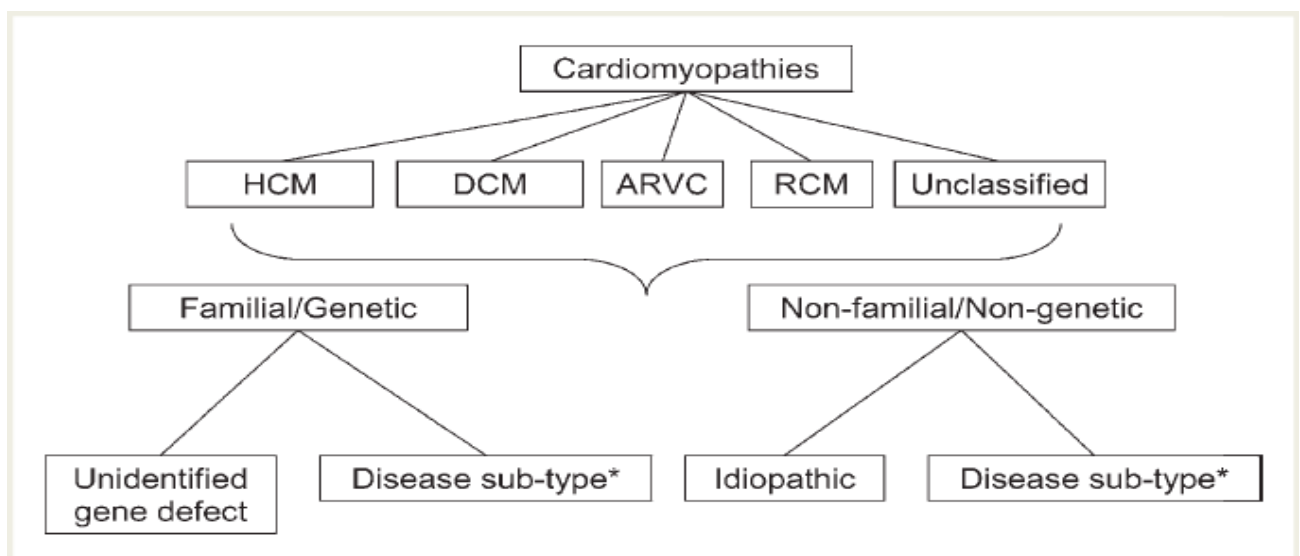 Cardiomyopathies
HCM
DCM
ARVC
RCM
Unclassified
Familial/Genetic
Non-familial/Non-genetic
Unidentified
gene defect
Disease sub-type*
Idiopathic
Disease sub-type*